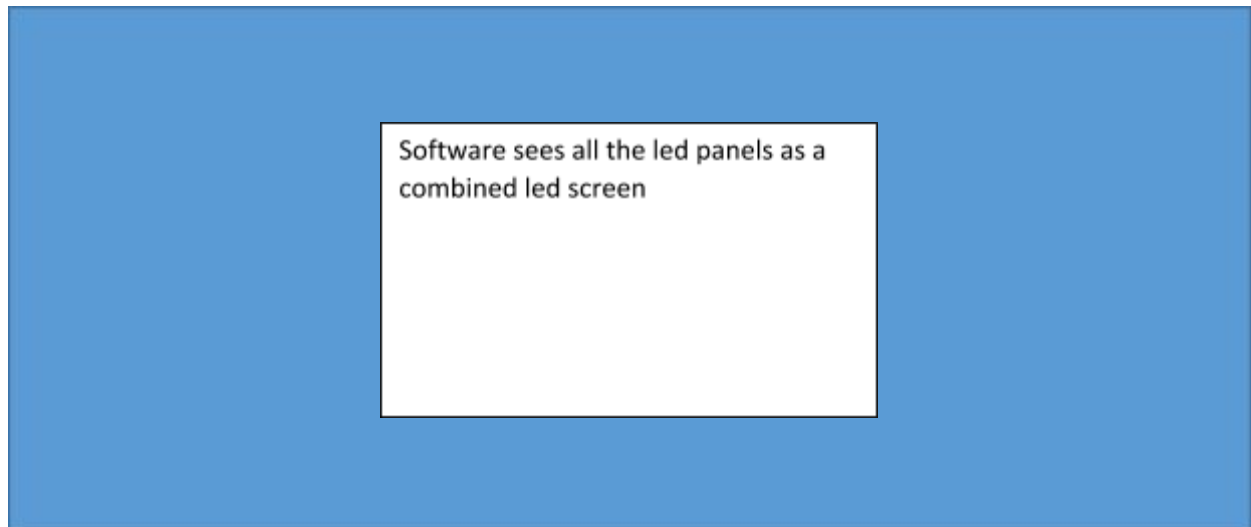 Software sees all the led panels as a
combined led screen